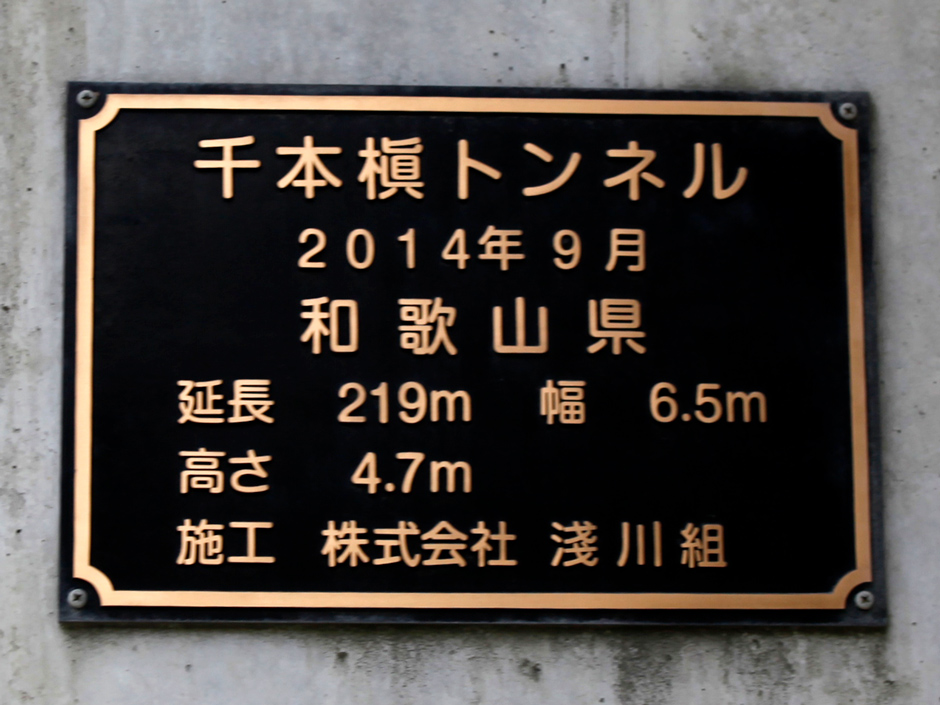 千本槇トンネル
2014年9月
和歌山県
延長 219m 幅 6.5m
高さ 4.7m
施工 株式会社 淺川組